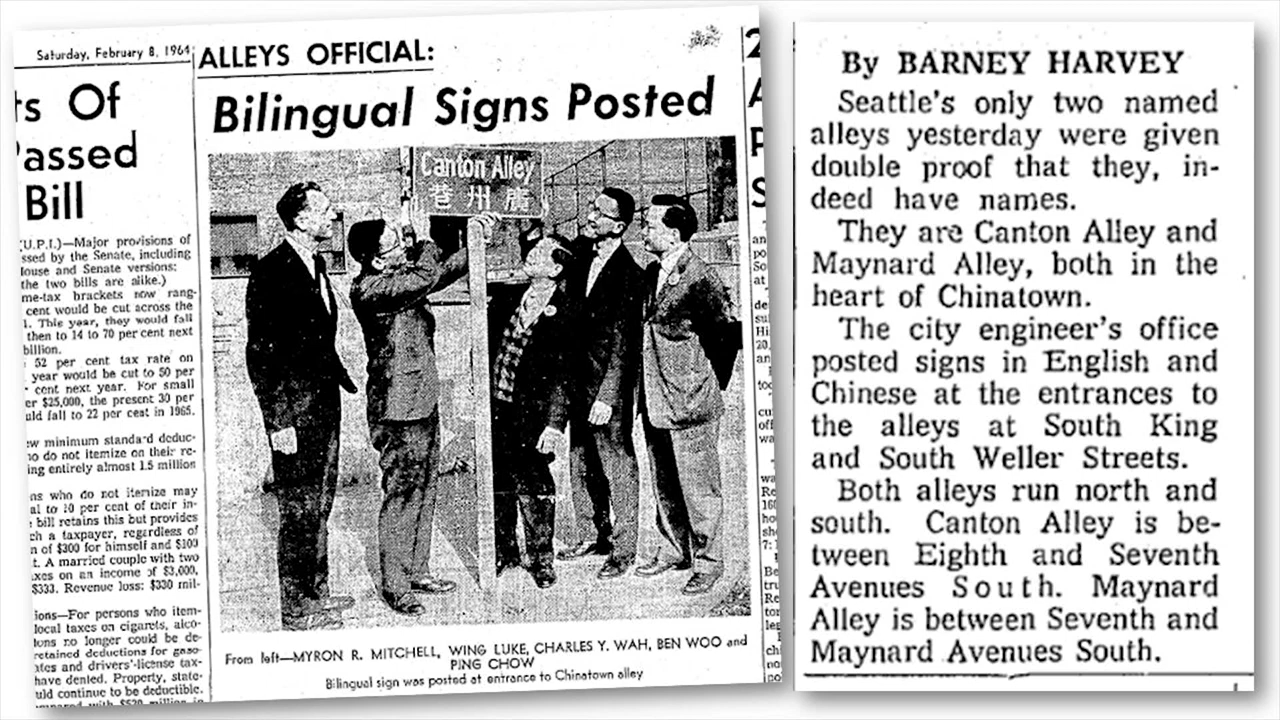 Saturday, February 8, 1964
ts Of
Passed
Bill
(U.P.I.)—Major provisions of
ssed by the Senate, including
House and Senate versions:
the two bills are alike.)
me-tax brackets now rang-
cent would be cut across the
1. This year, they would fall
then to 14 to 70 per cent next
billion.
52 per cent tax rate on
year would be cut to 50 per
cent next year. For small
er $25,000, the present 30 per
uld fall to 22 per cent in 1965.
ew minimum standard deduc-
ho do not itemize on their re-
ing entirely almost 1.5 million
ns who do not itemize may
al to 10 per cent of their in-
bill retains this but provides
ch a taxpayer, regardless of
n of $300 for himself and $100
t. A married couple with two
xes on an income of $3,000,
$333. Revenue loss: $330 mil-
ions—For persons who item-
local taxes on cigarets, alco-
ions no longer could be de-
retained deductions for gaso-
ates and drivers'-license tax-
have denied. Property, state-
uld continue to be deductible.
ALLEYS OFFICIAL:
Bilingual Signs Posted
Canton Alley
巷 州 廣
From left—MYRON R. MITCHELL, WING LUKE, CHARLES Y. WAH, BEN WOO and
PING CHOW
Bilingual sign was posted at entrance to Chinatown alley
By BARNEY HARVEY
Seattle's only two named
alleys yesterday were given
double proof that they, in-
deed have names.
They are Canton Alley and
Maynard Alley, both in the
heart of Chinatown.
The city engineer's office
posted signs in English and
Chinese at the entrances to
the alleys at South King
and South Weller Streets.
Both alleys run north and
south. Canton Alley is be-
tween Eighth and Seventh
Avenues South. Maynard
Alley is between Seventh and
Maynard Avenues South.